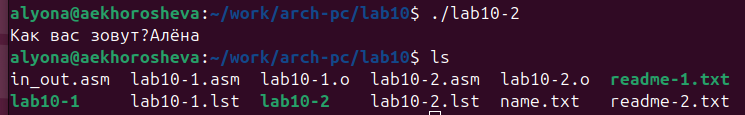 alyona@aekhorosheva:~/work/arch-pc/lab10$ ./lab10-2
Как вас зовут?Алёна
alyona@aekhorosheva:~/work/arch-pc/lab10$ ls
in_out.asm lab10-1.asm lab10-1.o lab10-2.asm lab10-2.o readme-1.txt
lab10-1 lab10-1.lst lab10-2 lab10-2.lst name.txt readme-2.txt